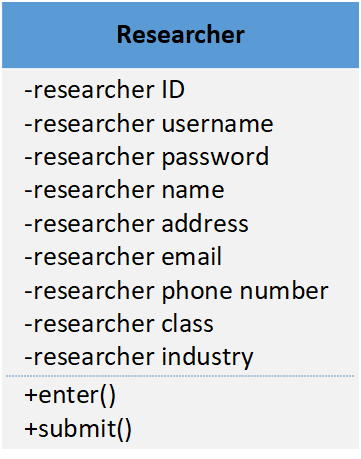 Researcher
-researcher ID
-researcher username
-researcher password
-researcher name
-researcher address
-researcher email
-researcher phone number
-researcher class
-researcher industry
+enter()
+submit()